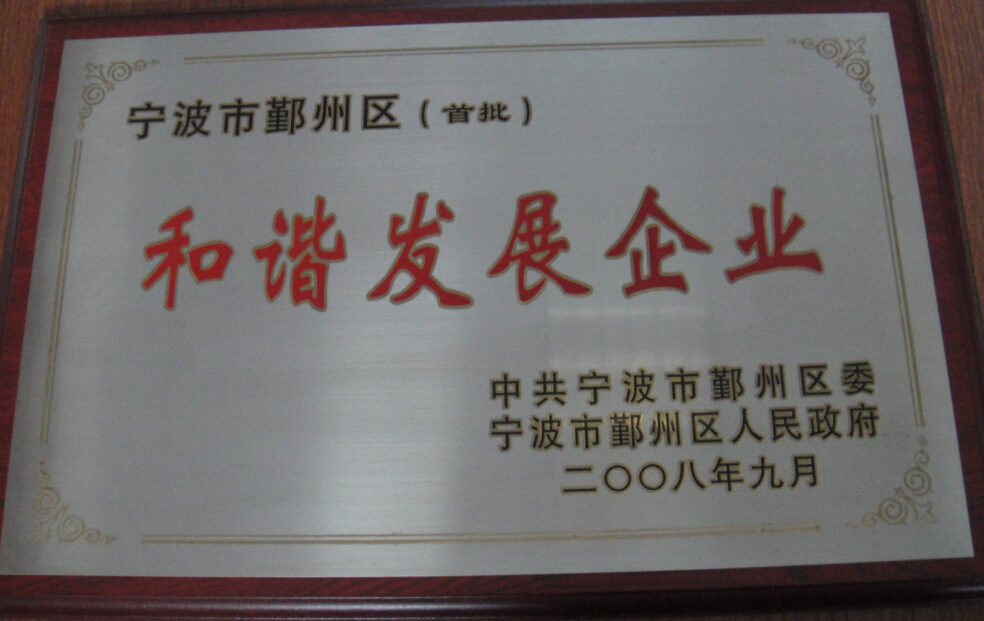 宁波市鄞州区（首批）
和谐发展企业
中共宁波市鄞州区委
宁波市鄞州区人民政府
二〇〇八年九月